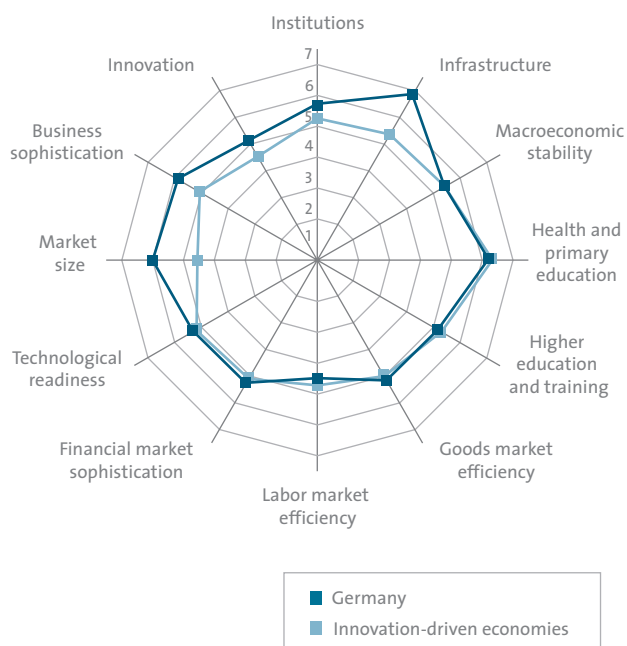 Institutions
Innovation
Infrastructure
7
6
5
4
3
2
1
Business
sophistication
Macroeconomic
stability
Market
size
Health and
primary
education
Technological
readiness
Higher
education
and training
Financial market
sophistication
Goods market
efficiency
Labor market
efficiency
Germany
Innovation-driven economies